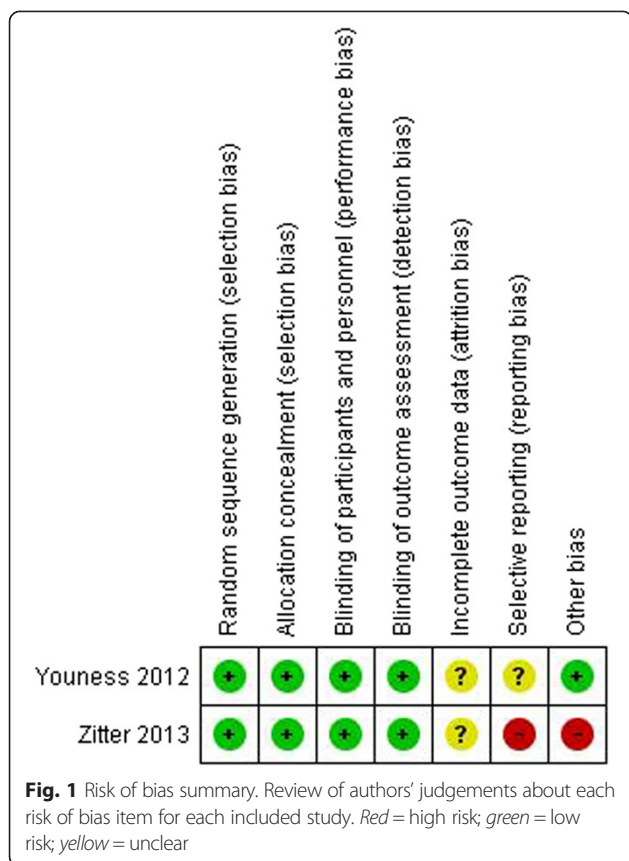 Random sequence generation (selection bias)
Allocation concealment (selection bias)
Blinding of participants and personnel (performance bias)
Blinding of outcome assessment (detection bias)
Incomplete outcome data (attrition bias)
Selective reporting (reporting bias)
Other bias
Youness 2012 + + + + ? ? +
Zitter 2013 + + + + ? - -
Fig. 1 Risk of bias summary. Review of authors’ judgements about each
risk of bias item for each included study. Red = high risk; green = low
risk; yellow = unclear